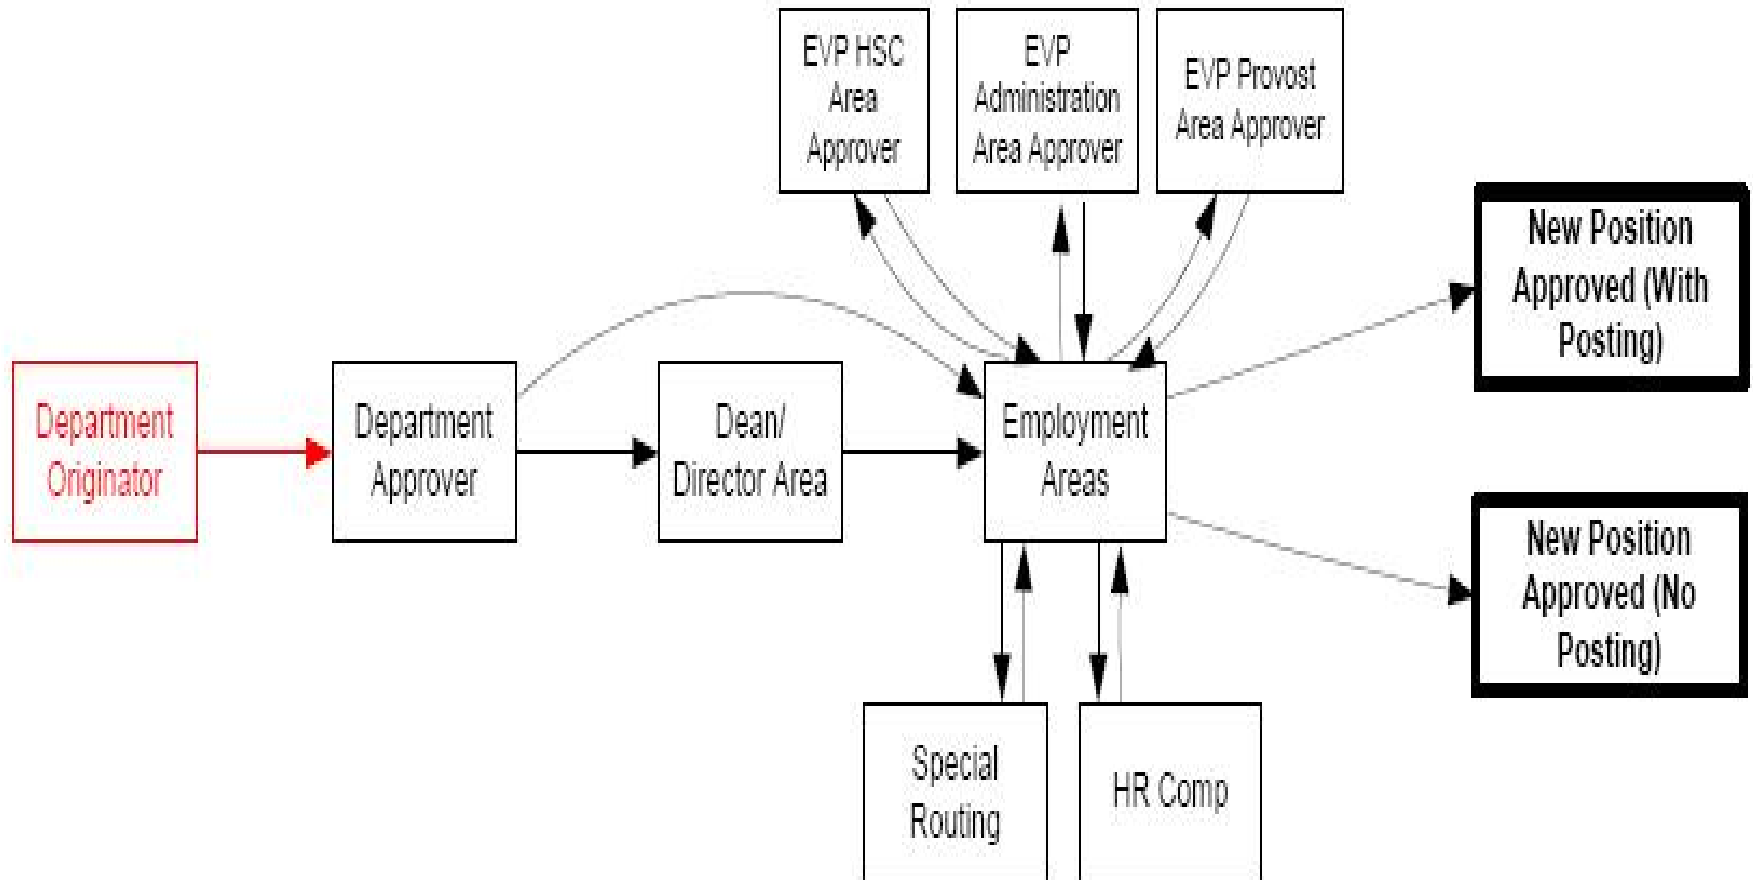 EVP HSC
Area
Approver
EVP
Administration
Area Approver
EVP Provost
Area Approver
New Position
Approved (With
Posting)
Department
Originator
Department
Approver
Dean/
Director Area
Employment
Areas
New Position
Approved (No
Posting)
Special
Routing
HR Comp